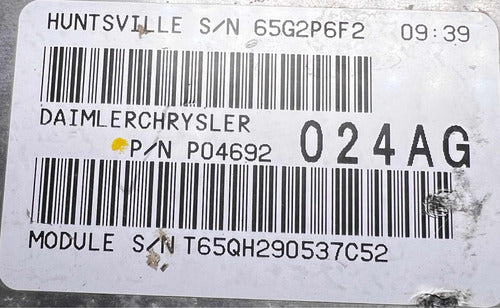 HUNTSVILLE S/N 65G2P6F2 09:39
DAIMLERCHRYSLER
P/N P04692 024AG
MODULE S/N T65QH290537C52